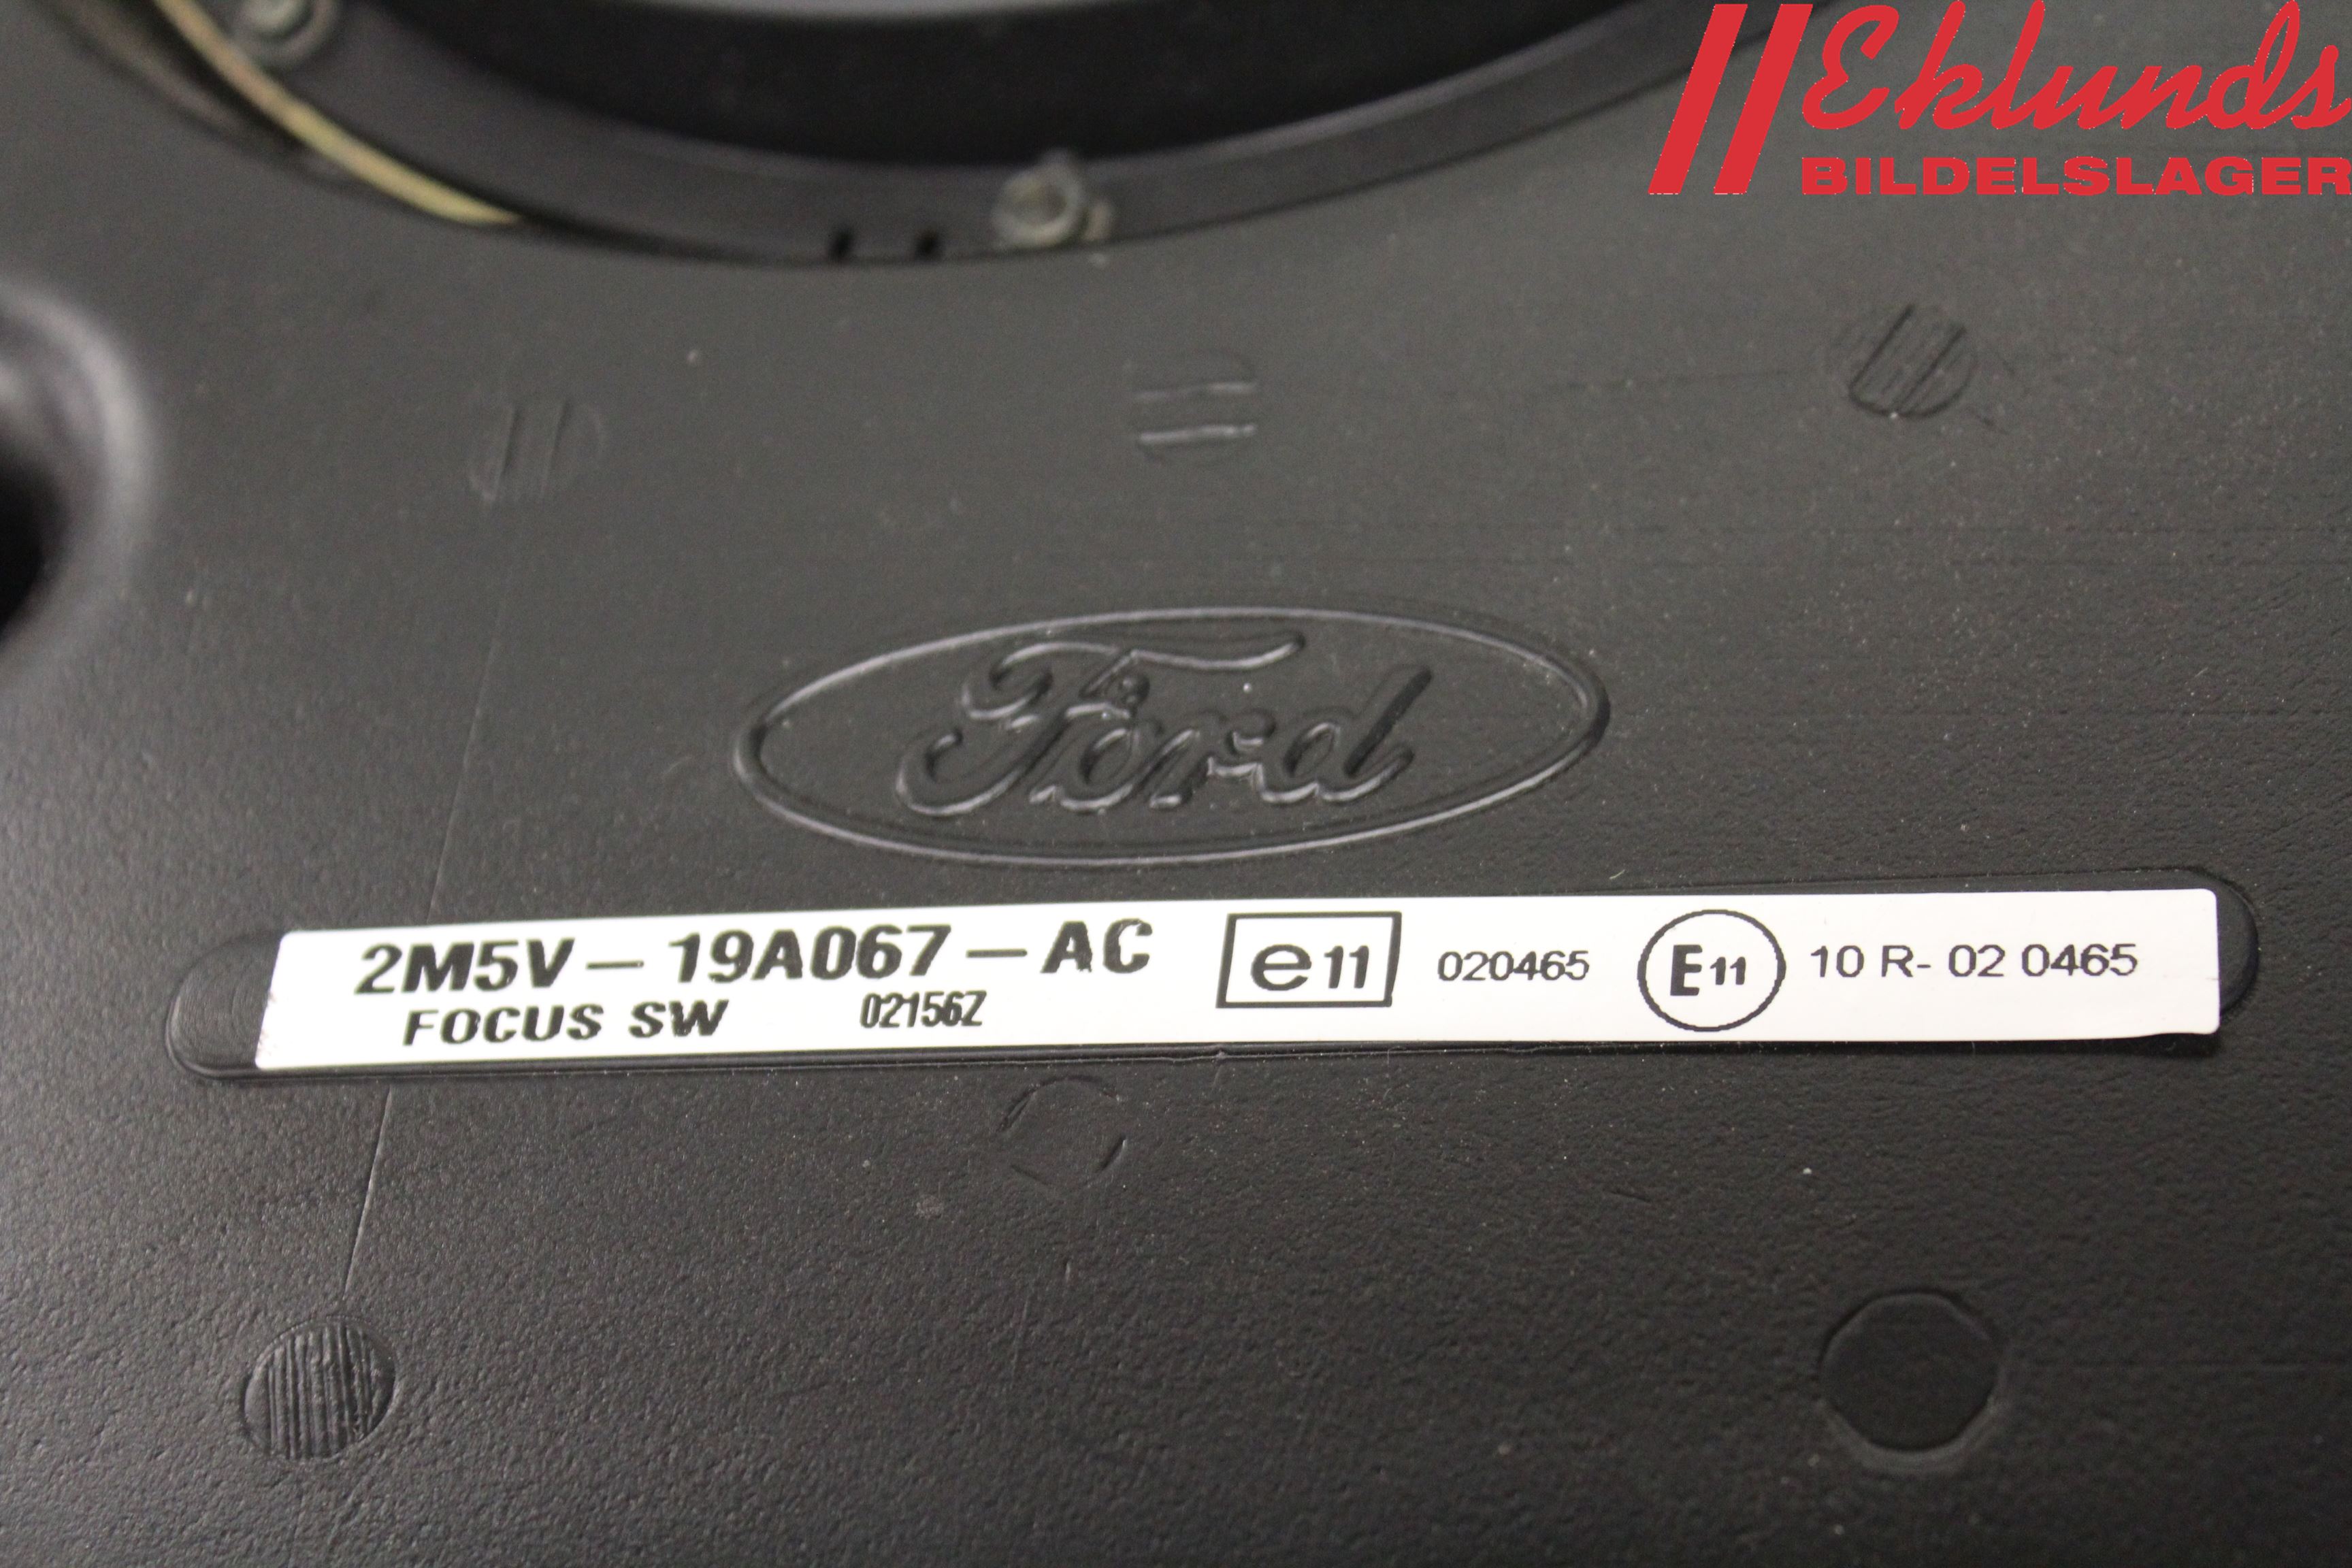 Eklunds
BILDELSLAGER
Ford
2M5V – 19A067 – AC
FOCUS SW 02156Z
e11 020465 E11 10 R- 02 0465